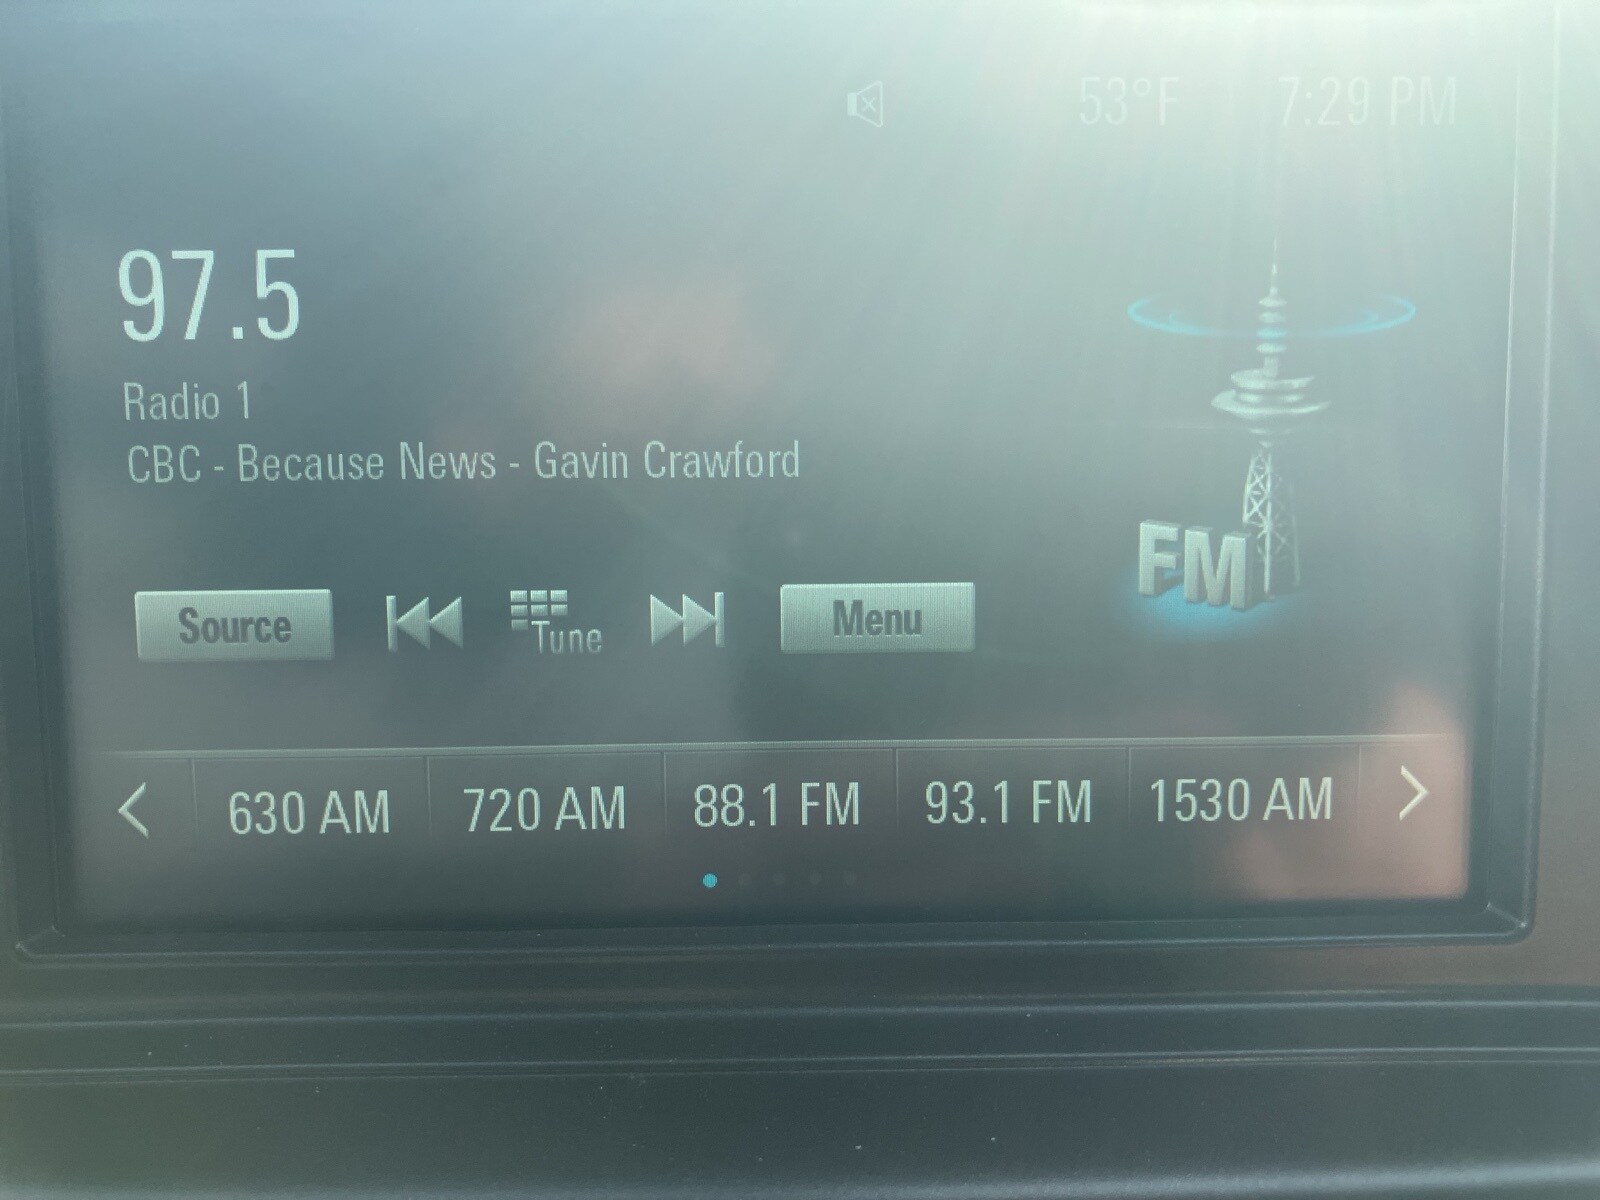 53°F 7:29 PM
97.5
Radio 1
CBC - Because News - Gavin Crawford
FM
Source Tune Menu
630 AM 720 AM 88.1 FM 93.1 FM 1530 AM